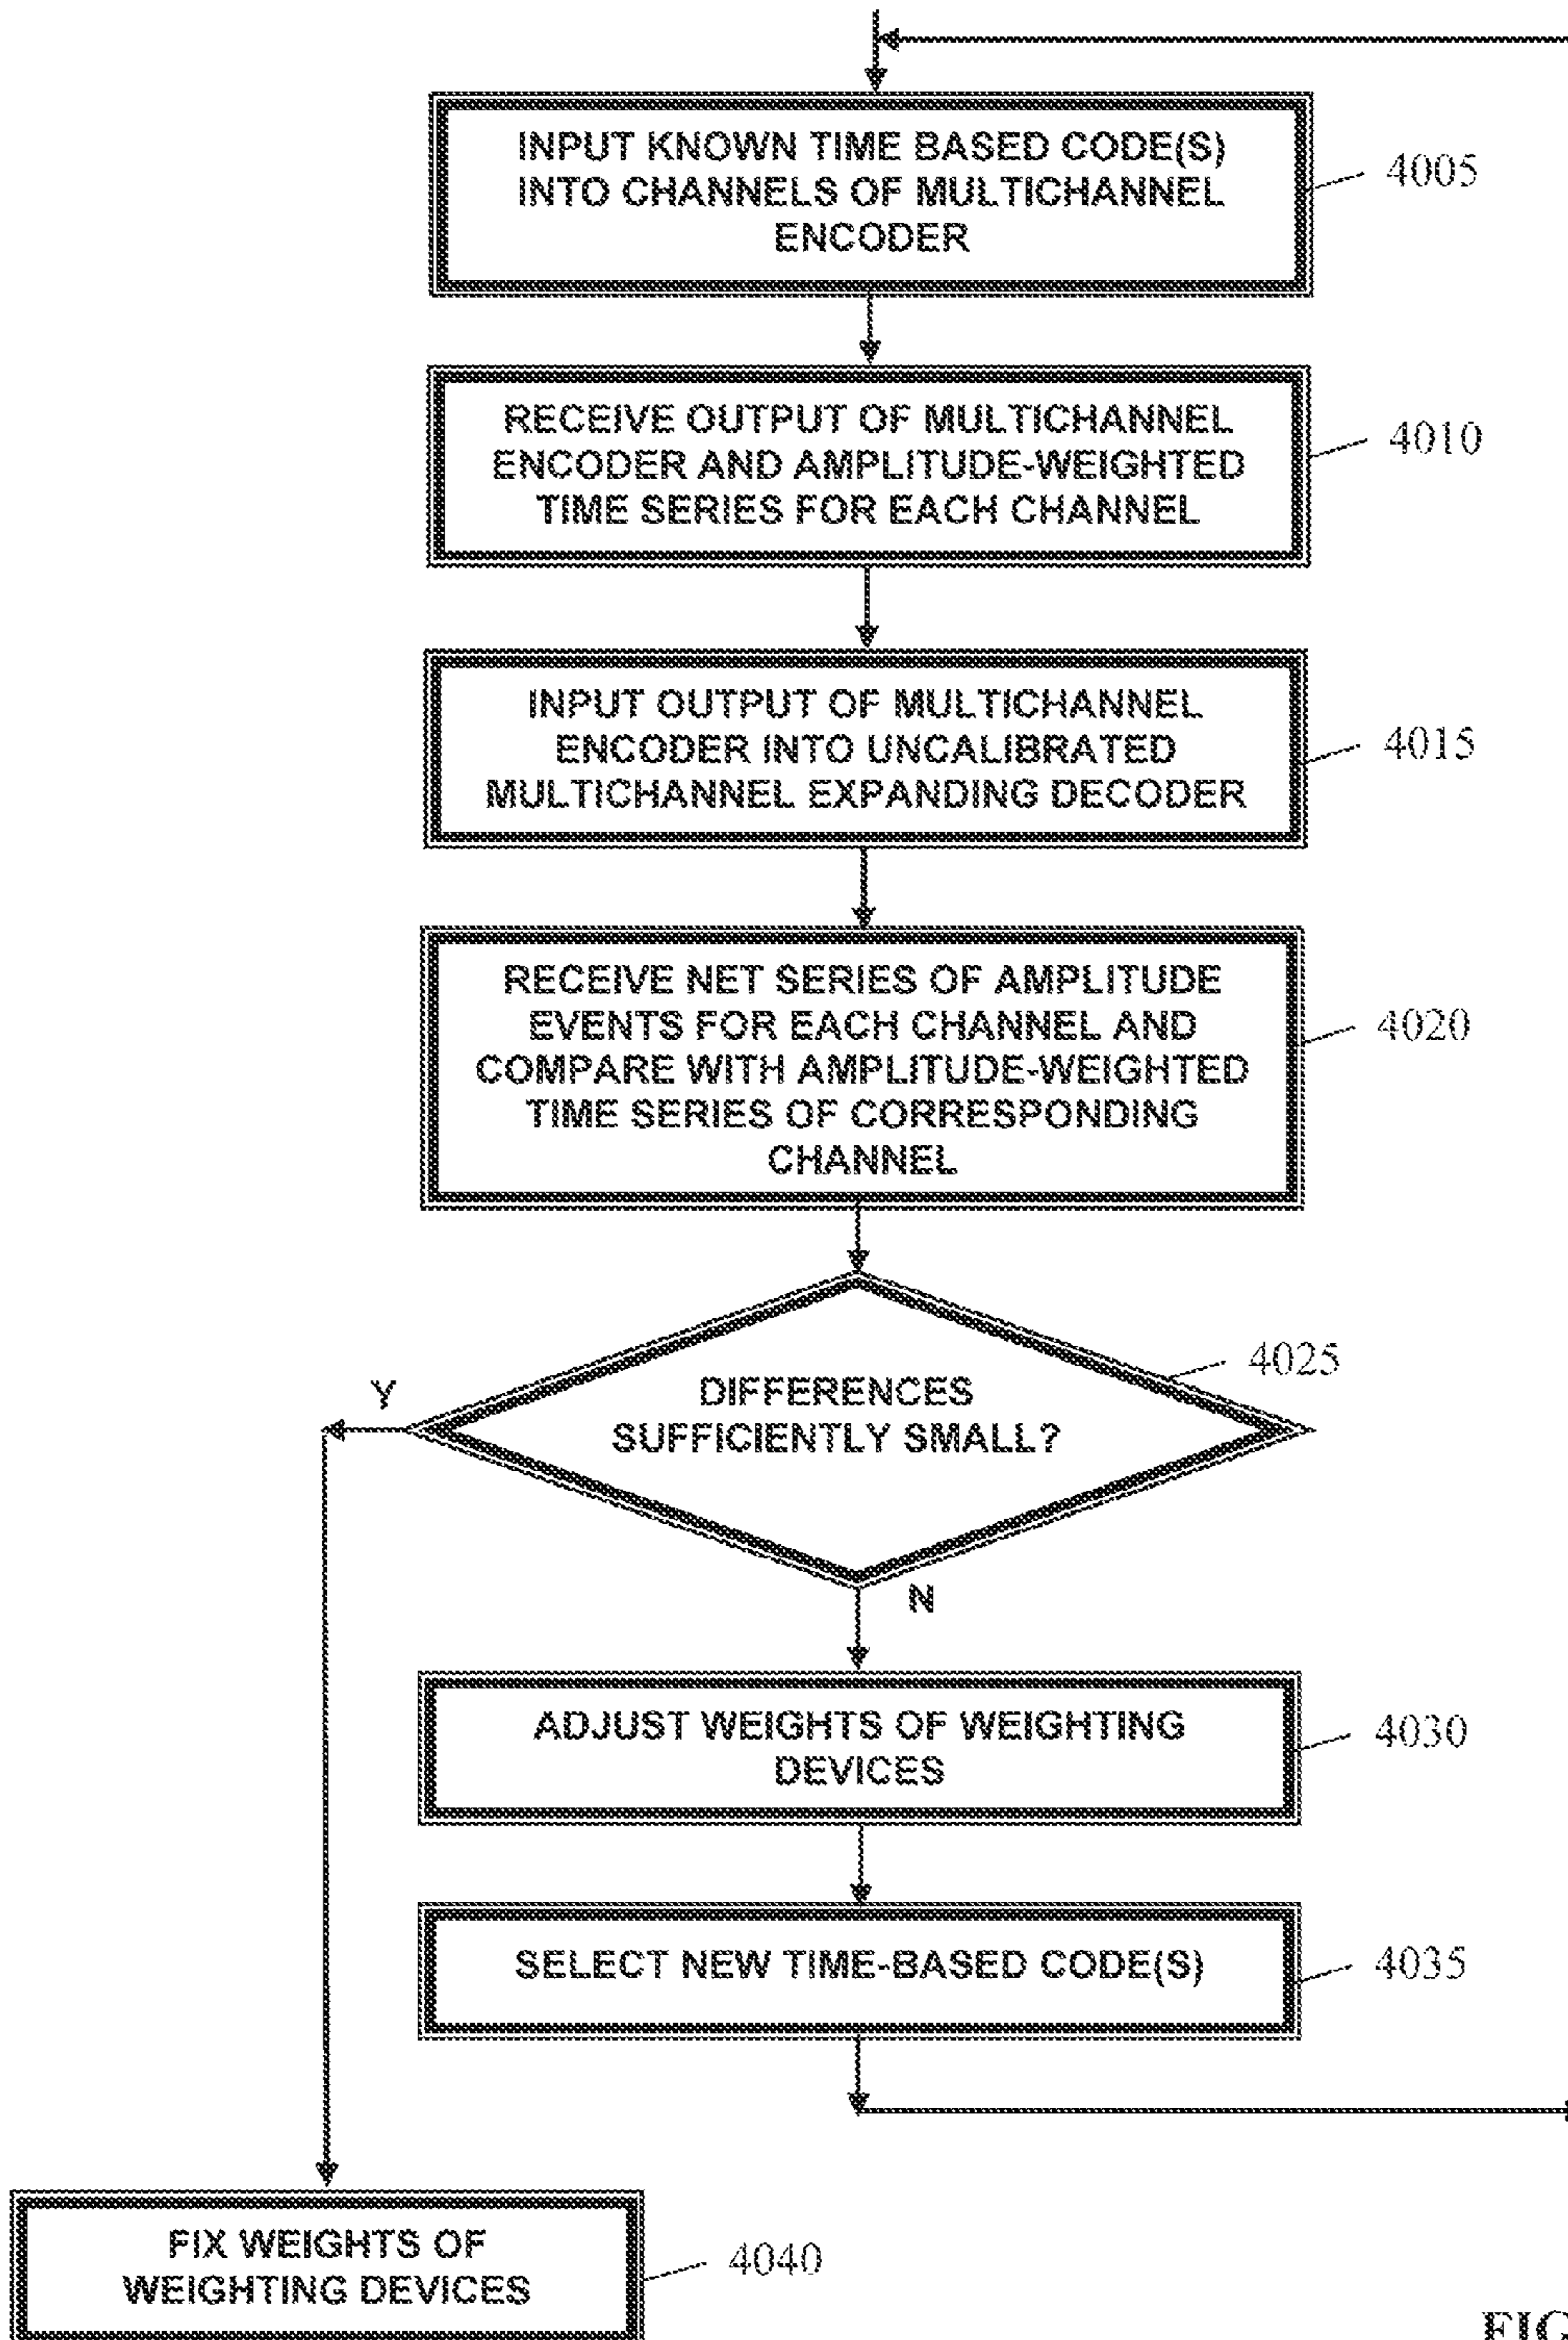 INPUT KNOWN TIME BASED CODE(S)
INTO CHANNELS OF MULTICHANNEL
ENCODER
4005
RECEIVE OUTPUT OF MULTICHANNEL
ENCODER AND AMPLITUDE-WEIGHTED
TIME SERIES FOR EACH CHANNEL
4010
INPUT OUTPUT OF MULTICHANNEL
ENCODER INTO UNCALIBRATED
MULTICHANNEL EXPANDING DECODER
4015
RECEIVE NET SERIES OF AMPLITUDE
EVENTS FOR EACH CHANNEL AND
COMPARE WITH AMPLITUDE-WEIGHTED
TIME SERIES OF CORRESPONDING
CHANNEL
4020
DIFFERENCES
SUFFICIENTLY SMALL?
4025
Y
N
ADJUST WEIGHTS OF WEIGHTING
DEVICES
4030
SELECT NEW TIME-BASED CODE(S)
4035
FIX WEIGHTS OF
WEIGHTING DEVICES
4040
FIG